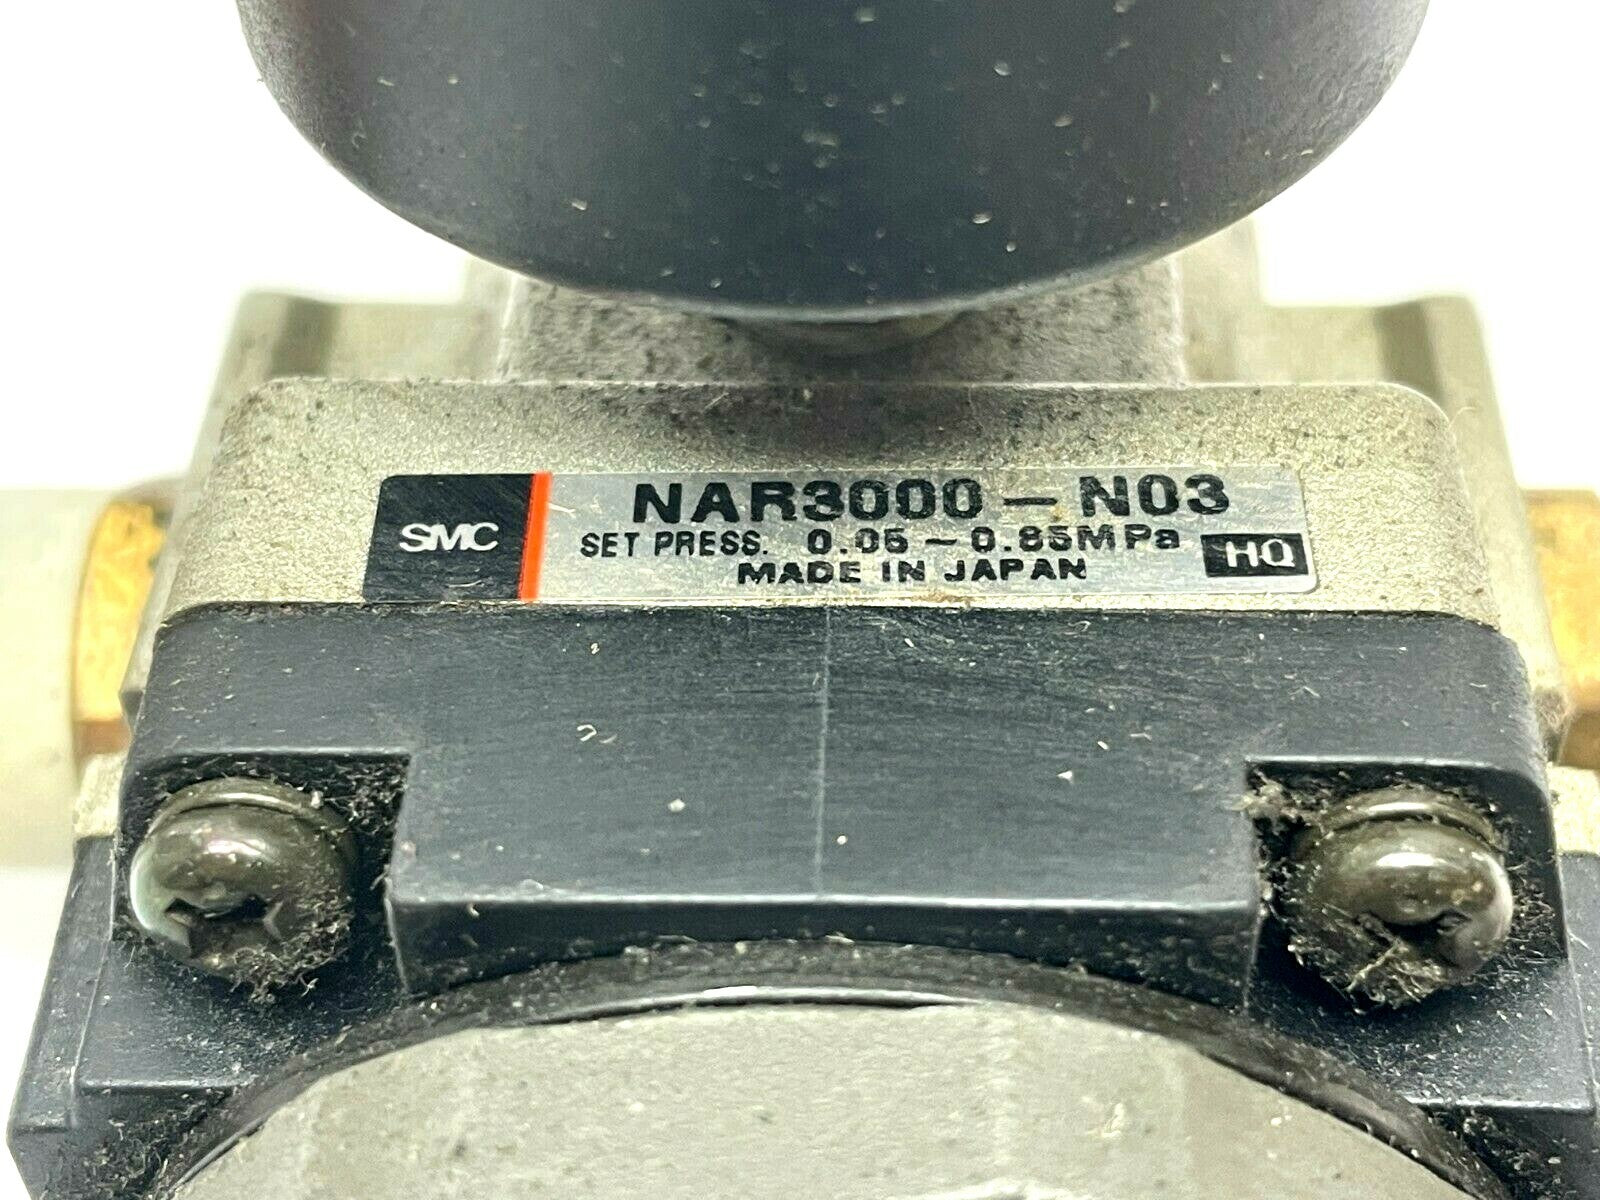 SMC
NAR3000-N03
SET PRESS. 0.05~0.85MPa
HQ
MADE IN JAPAN